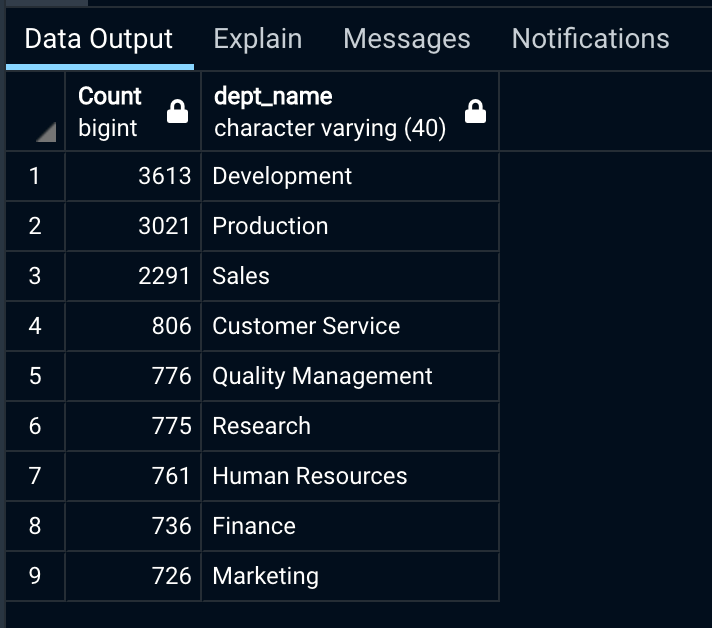 Data Output Explain Messages Notifications
Count dept_name
bigint character varying (40)
1 3613 Development
2 3021 Production
3 2291 Sales
4 806 Customer Service
5 776 Quality Management
6 775 Research
7 761 Human Resources
8 736 Finance
9 726 Marketing